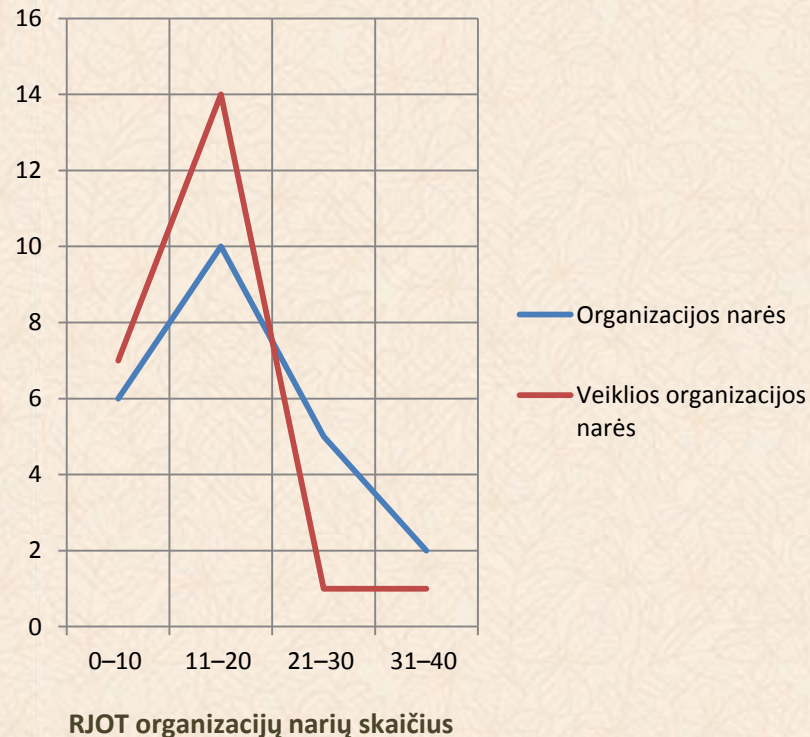 16
14
12
10
8
6
4
2
0
0–10 11–20 21–30 31–40
RJOT organizacijų narių skaičius
Organizacijos narės
Veiklios organizacijos
narės